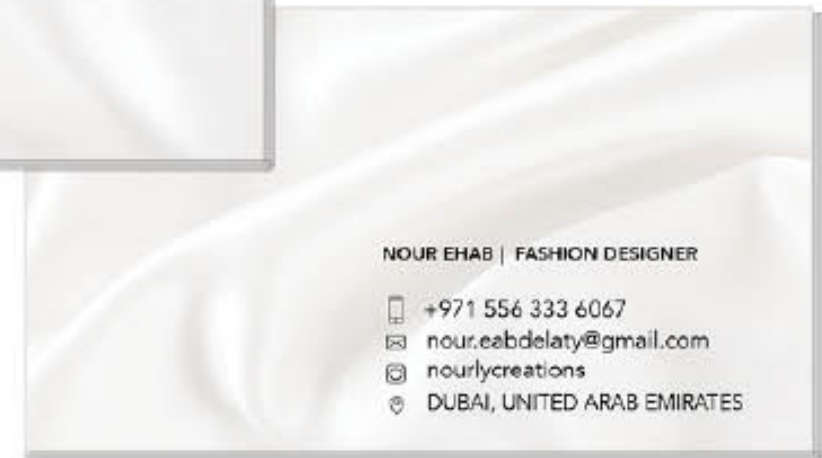 NOUR EHAB | FASHION DESIGNER
+971 556 333 6067
nour.eabdelaty@gmail.com
nourlycreations
DUBAI, UNITED ARAB EMIRATES